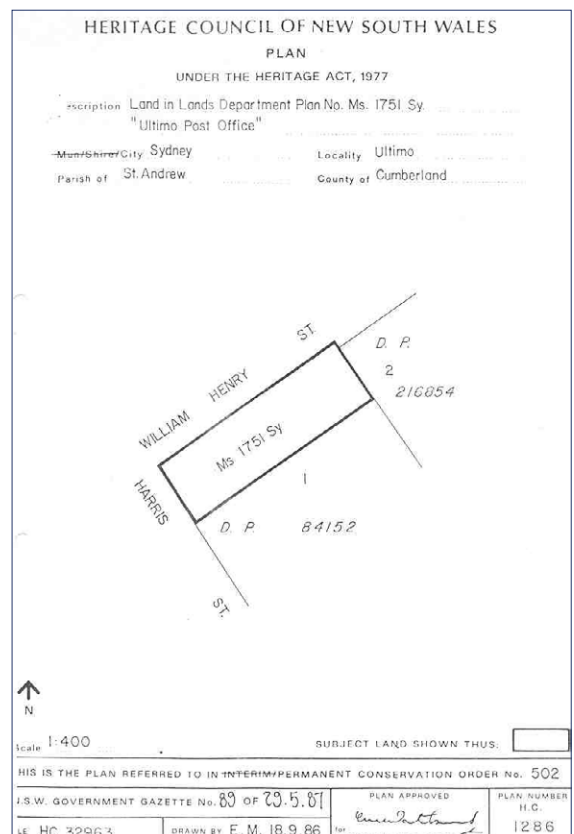 HERITAGE COUNCIL OF NEW SOUTH WALES
PLAN
UNDER THE HERITAGE ACT, 1977
escription Land in Lands Department Plan No. Ms. 1751 Sy.
"Ultimo Post Office"
Mun/Shire/City Sydney Locality Ultimo
Parish of St. Andrew County of Cumberland
WILLIAM HENRY ST.
D. P.
2
216854
Ms 1751 Sy
1
HARRIS ST.
D. P. 84152
N
Scale 1:400 SUBJECT LAND SHOWN THUS:
HIS IS THE PLAN REFERRED TO IN INTERIM/PERMANENT CONSERVATION ORDER No. 502
.S.W. GOVERNMENT GAZETTE No. 89 OF 29.5.87
PLAN APPROVED
for
PLAN NUMBER
H.C.
1286
LE HC 32963 DRAWN BY E.M. 18.9.86